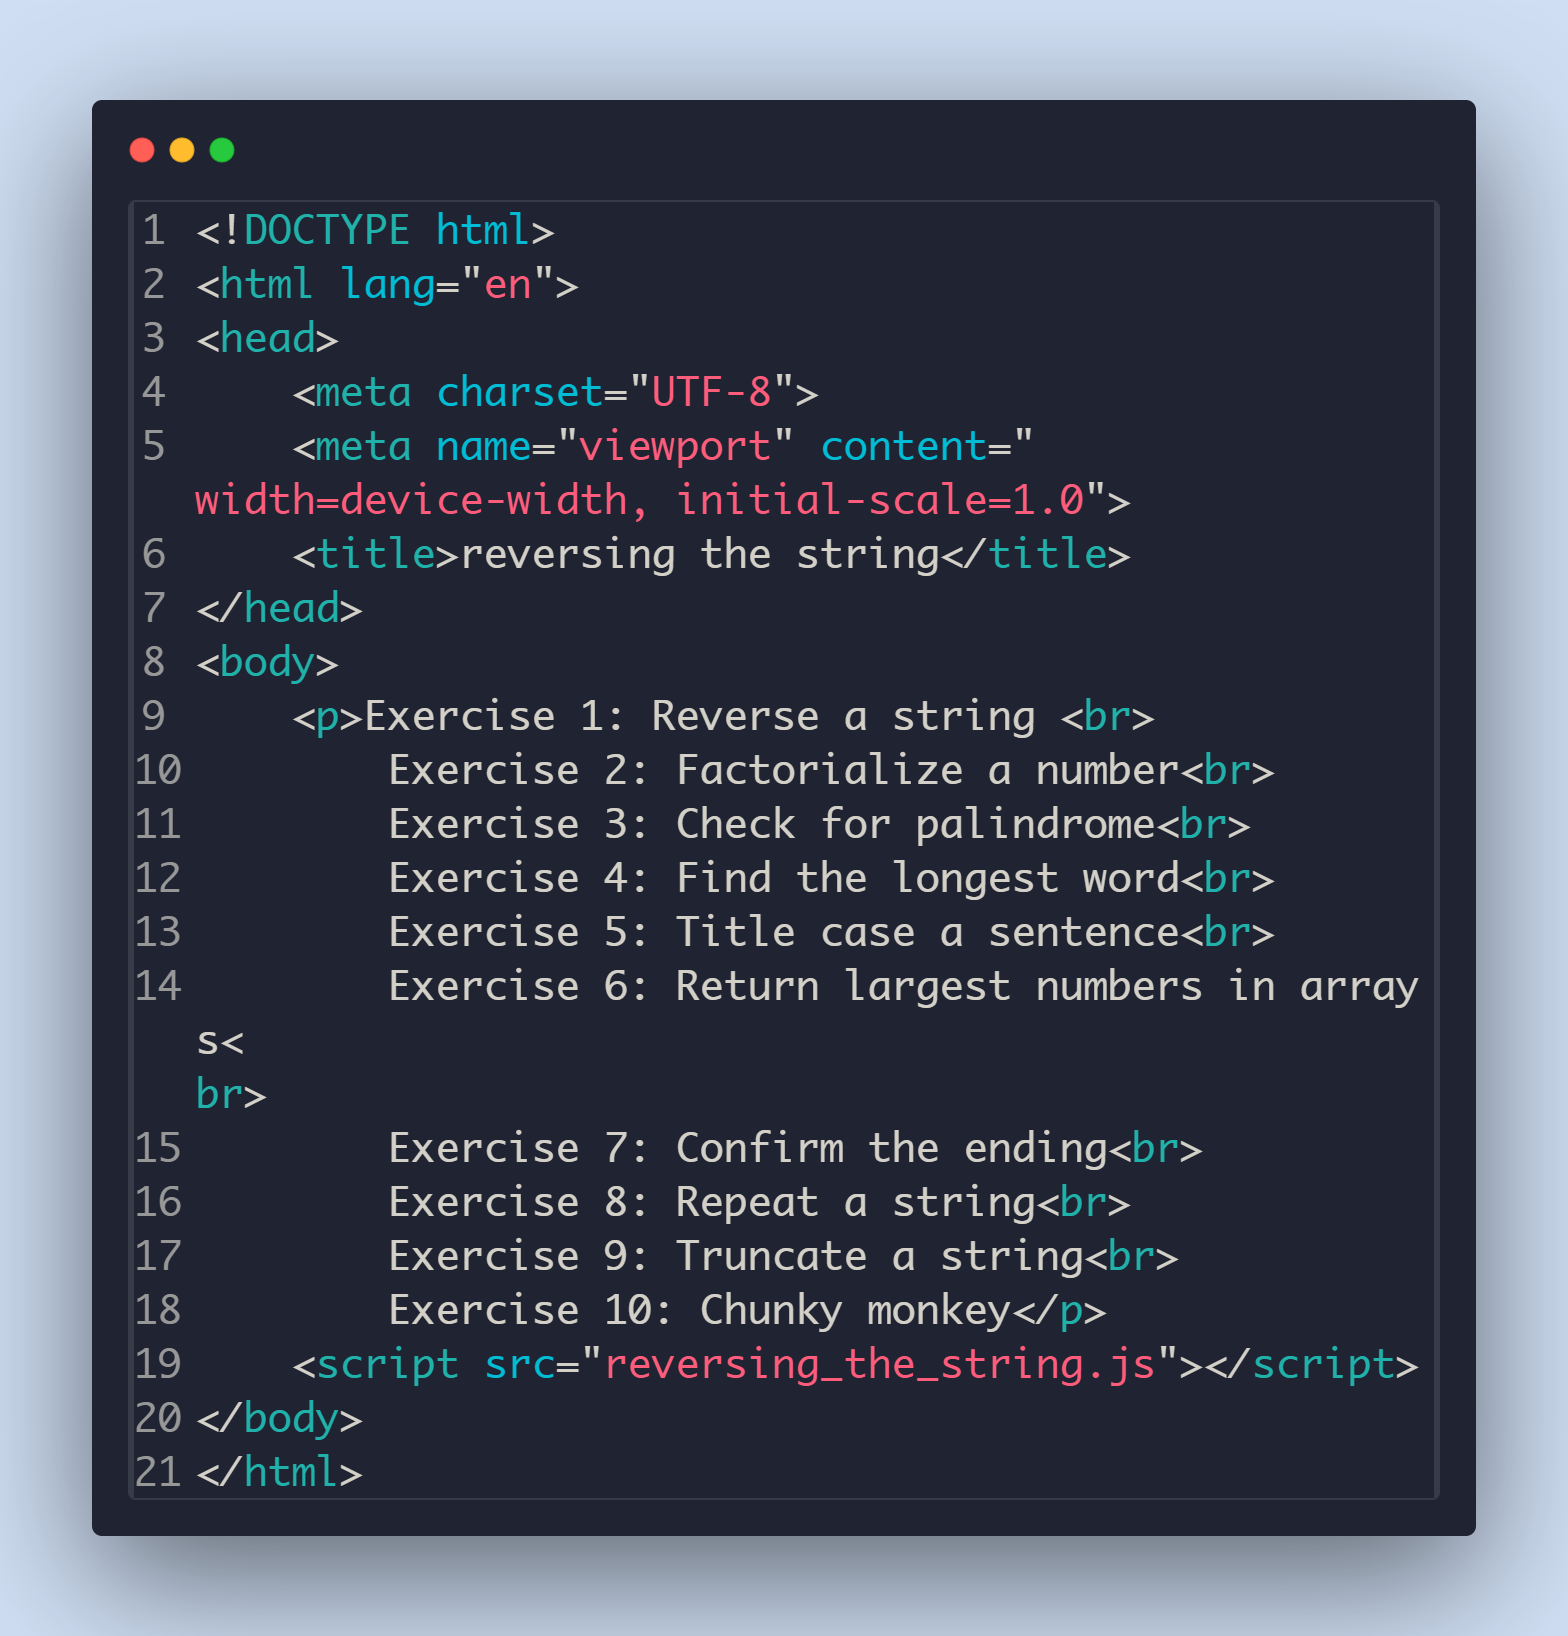 1 <!DOCTYPE html>
2 <html lang="en">
3 <head>
4     <meta charset="UTF-8">
5     <meta name="viewport" content="
width=device-width, initial-scale=1.0">
6     <title>reversing the string</title>
7 </head>
8 <body>
9     <p>Exercise 1: Reverse a string <br>
10         Exercise 2: Factorialize a number<br>
11         Exercise 3: Check for palindrome<br>
12         Exercise 4: Find the longest word<br>
13         Exercise 5: Title case a sentence<br>
14         Exercise 6: Return largest numbers in array
s<
br>
15         Exercise 7: Confirm the ending<br>
16         Exercise 8: Repeat a string<br>
17         Exercise 9: Truncate a string<br>
18         Exercise 10: Chunky monkey</p>
19     <script src="reversing_the_string.js"></script>
20 </body>
21 </html>